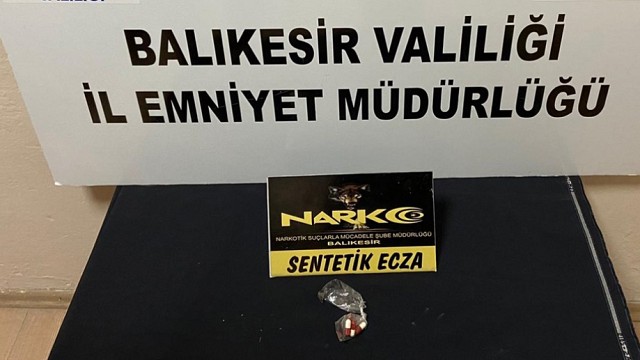 BALIKESİR VALİLİĞİ
İL EMNİYET MÜDÜRLÜĞÜ
NARKO
NARKOTİK SUÇLARLA MÜCADELE ŞUBE MÜDÜRLÜĞÜ
BALIKESİR
SENTETİK ECZA